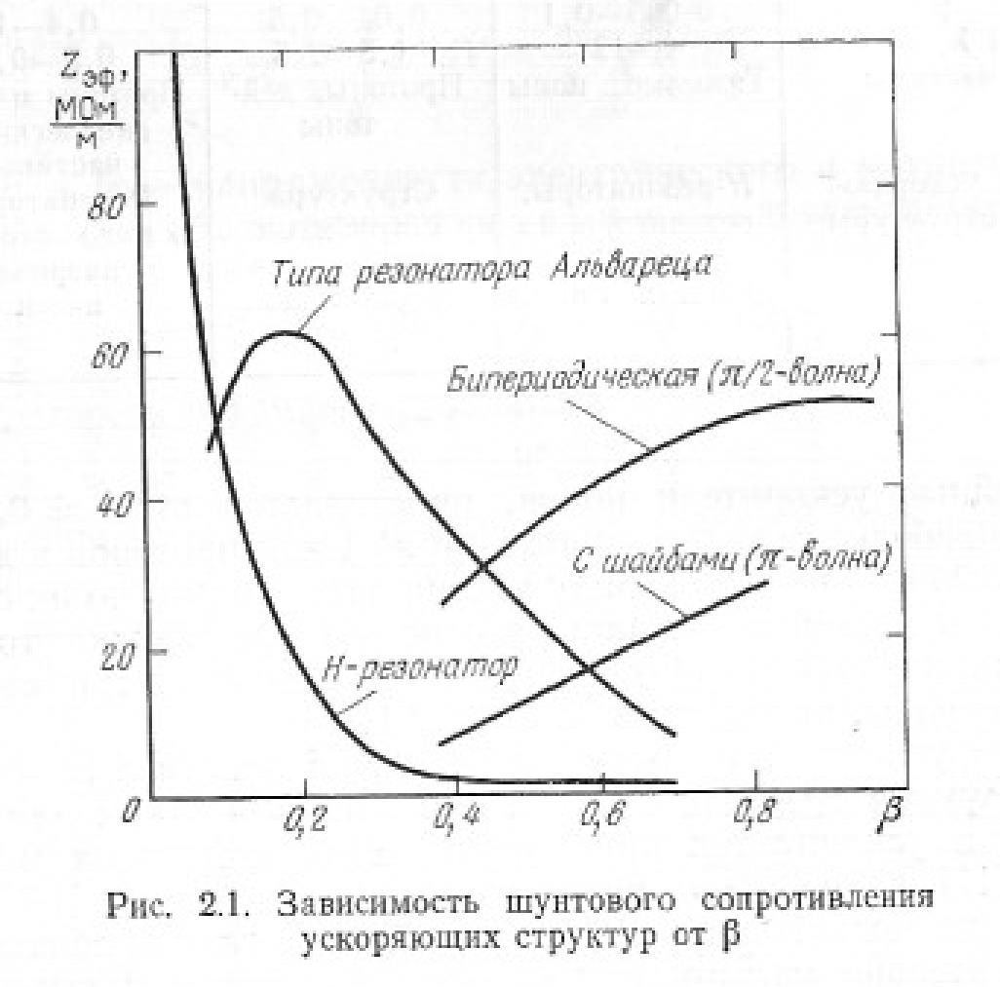 Zэф,
МОм
м
80
Типа резонатора Альвареца
60
Бипериодическая (π/2-волна)
40
С шайбами (π-волна)
20
Н-резонатор
0 0,2 0,4 0,6 0,8 β
Рис. 2.1. Зависимость шунтового сопротивления
ускоряющих структур от β